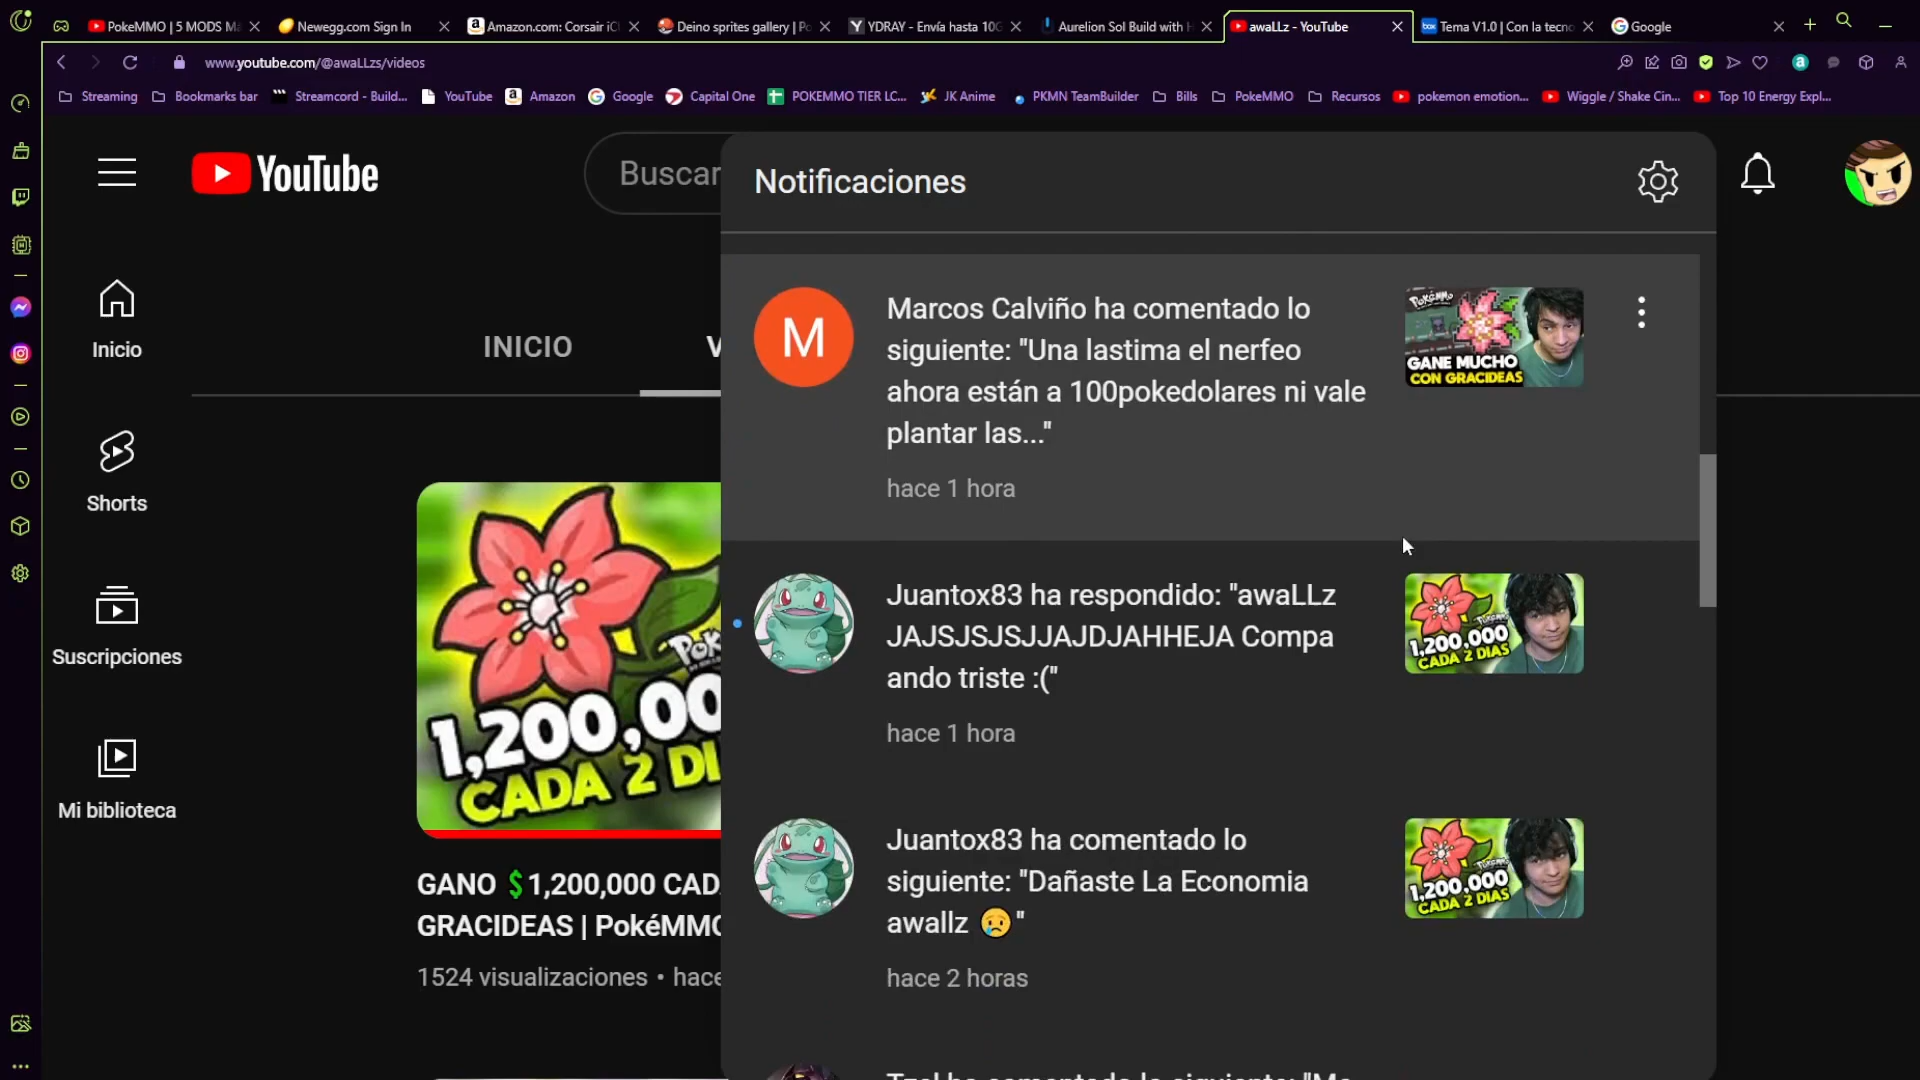 PokeMMO | 5 MODS
Newegg.com Sign In
Amazon.com: Corsair iC
Deino sprites gallery | Po
YDRAY - Envía hasta 10G
Aurelion Sol Build with
awaLLz - YouTube
Tema V1.0 | Con la tecno
Google
www.youtube.com/@awaLLzs/videos
Streaming
Bookmarks bar
Streamcord - Build...
YouTube
Amazon
Google
Capital One
POKEMMO TIER LC...
JK Anime
PKMN TeamBuilder
Bills
PokeMMO
Recursos
pokemon emotion...
Wiggle / Shake Cin...
Top 10 Energy Expl...
YouTube
Buscar
Notificaciones
Inicio
Shorts
Suscripciones
Mi biblioteca
INICIO
V
1,200,00
CADA 2 DI
GANO 💲1,200,000 CAD
GRACIDEAS | PokéMMO
1524 visualizaciones • hace
M
Marcos Calviño ha comentado lo
siguiente: "Una lastima el nerfeo
ahora están a 100pokedolares ni vale
plantar las..."
hace 1 hora
POKÉMMO
GANE MUCHO
CON GRACIDEAS
Juantox83 ha respondido: "awaLLz
JAJSJSJSJJAJDJAHHEJA Compa
ando triste :("
hace 1 hora
1,200,000
CADA 2 DIAS
Juantox83 ha comentado lo
siguiente: "Dañaste La Economia
awallz 😥"
hace 2 horas
1,200,000
CADA 2 DIAS